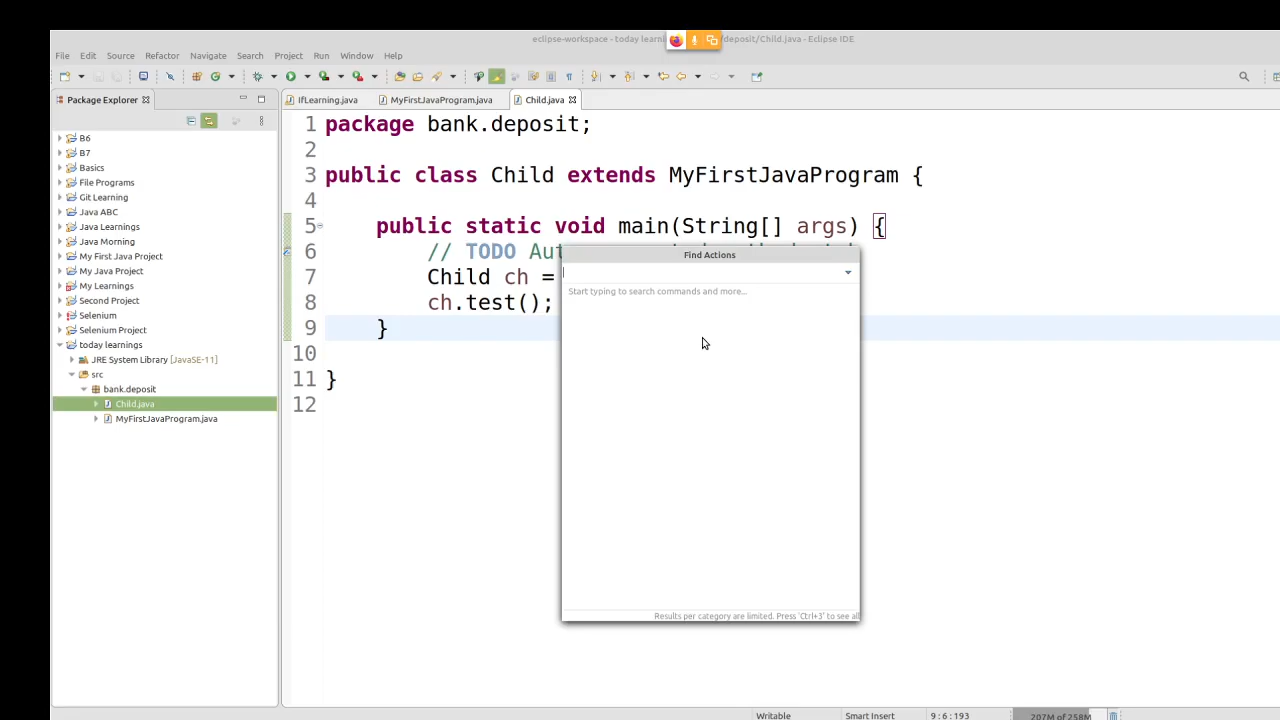 eclipse-workspace - today learni
deposit/Child.java - Eclipse IDE
File Edit Source Refactor Navigate Search Project Run Window Help
Package Explorer
IfLearning.java
MyFirstJavaProgram.java
Child.java
B6
B7
Basics
File Programs
Git Learning
Java ABC
Java Learnings
Java Morning
My First Java Project
My Java Project
My Learnings
Second Project
Selenium
Selenium Project
today learnings
JRE System Library [JavaSE-11]
src
bank.deposit
Child.java
MyFirstJavaProgram.java
1 package bank.deposit;
2
3 public class Child extends MyFirstJavaProgram {
4
5 public static void main(String[] args) {
6 // TODO Aut
7 Child ch =
8 ch.test();
9 }
10
11 }
12
Find Actions
Start typing to search commands and more...
Results per category are limited. Press 'Ctrl+3' to see all
Writable
Smart Insert
9 : 6 : 193
207M of 258M